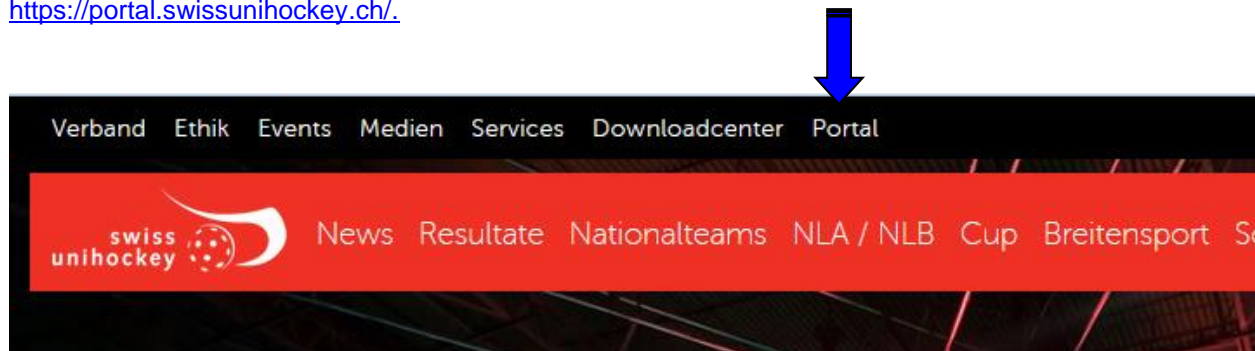 https://portal.swissunihockey.ch/.
Verband Ethik Events Medien Services Downloadcenter Portal
swiss
unihockey
News Resultate Nationalteams NLA / NLB Cup Breitensport